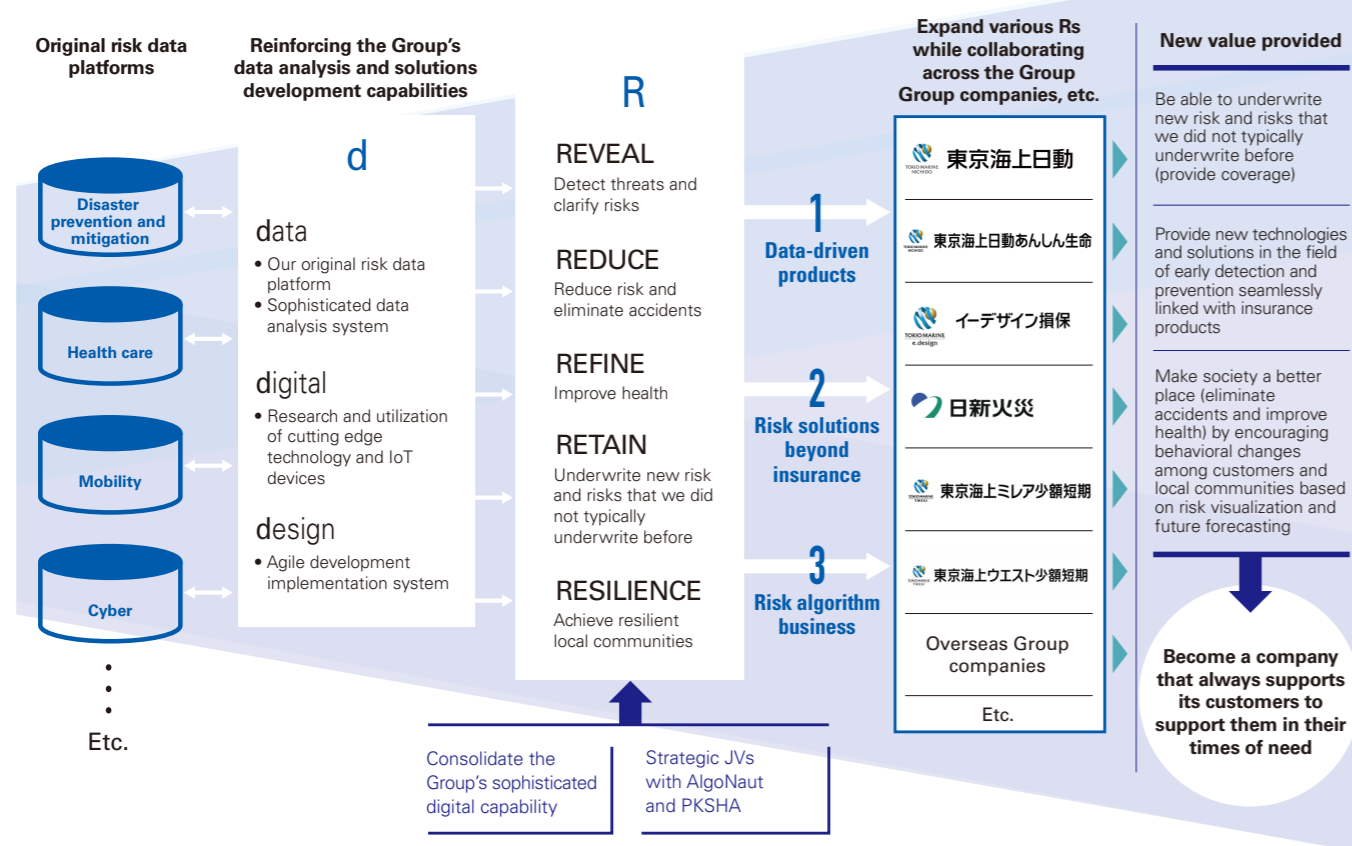 Original risk data
platforms
Disaster
prevention and
mitigation
Health care
Mobility
Cyber
Etc.
Reinforcing the Group's
data analysis and solutions
development capabilities
d
data
• Our original risk data
platform
• Sophisticated data
analysis system
digital
• Research and utilization
of cutting edge
technology and IoT
devices
design
• Agile development
implementation system
R
REVEAL
Detect threats and
clarify risks
REDUCE
Reduce risk and
eliminate accidents
REFINE
Improve health
RETAIN
Underwrite new risk
and risks that we did
not typically
underwrite before
RESILIENCE
Achieve resilient
local communities
Consolidate the
Group's sophisticated
digital capability
Strategic JVs
with AlgoNaut
and PKSHA
1
Data-driven
products
2
Risk solutions
beyond
insurance
3
Risk algorithm
business
Expand various Rs
while collaborating
across the Group
Group companies, etc.
TOKIO MARINE
NICHIDO
東京海上日動
TOKIO MARINE
NICHIDO
東京海上日動あんしん生命
TOKIO MARINE
e.design
イーデザイン損保
日新火災
TOKIO MARINE
東京海上ミレア少額短期
TOKIO MARINE
東京海上ウエスト少額短期
Overseas Group
companies
Etc.
New value provided
Be able to underwrite
new risk and risks that
we did not typically
underwrite before
(provide coverage)
Provide new technologies
and solutions in the field
of early detection and
prevention seamlessly
linked with insurance
products
Make society a better
place (eliminate
accidents and improve
health) by encouraging
behavioral changes
among customers and
local communities based
on risk visualization and
future forecasting
Become a company
that always supports
its customers to
support them in their
times of need